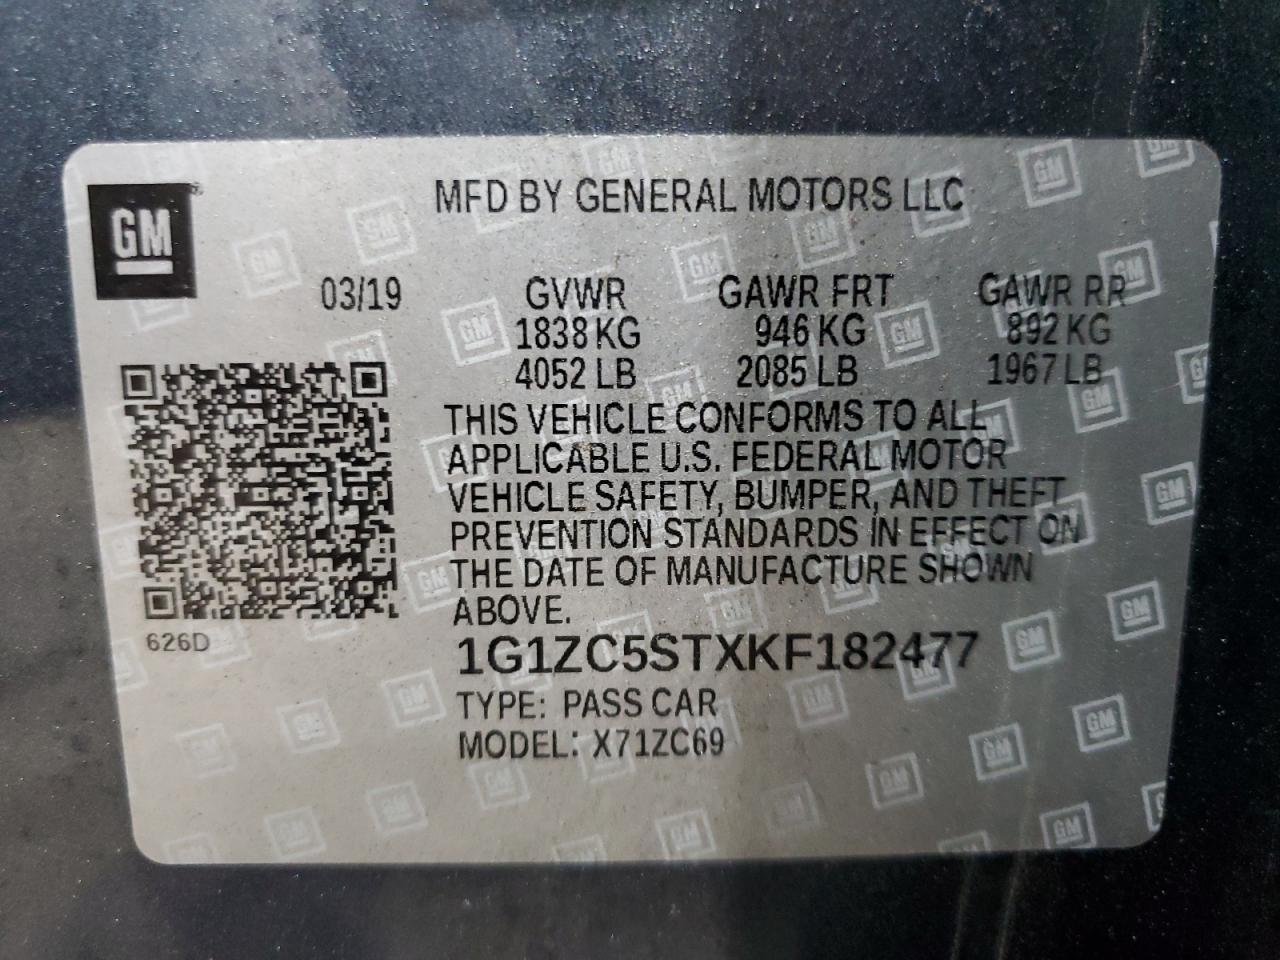 GM
MFD BY GENERAL MOTORS LLC
03/19 GVWR GAWR FRT GAWR RR
1838 KG 946 KG 892 KG
4052 LB 2085 LB 1967 LB
THIS VEHICLE CONFORMS TO ALL
APPLICABLE U.S. FEDERAL MOTOR
VEHICLE SAFETY, BUMPER, AND THEFT
PREVENTION STANDARDS IN EFFECT ON
THE DATE OF MANUFACTURE SHOWN
ABOVE.
626D
1G1ZC5STXKF182477
TYPE: PASS CAR
MODEL: X71ZC69